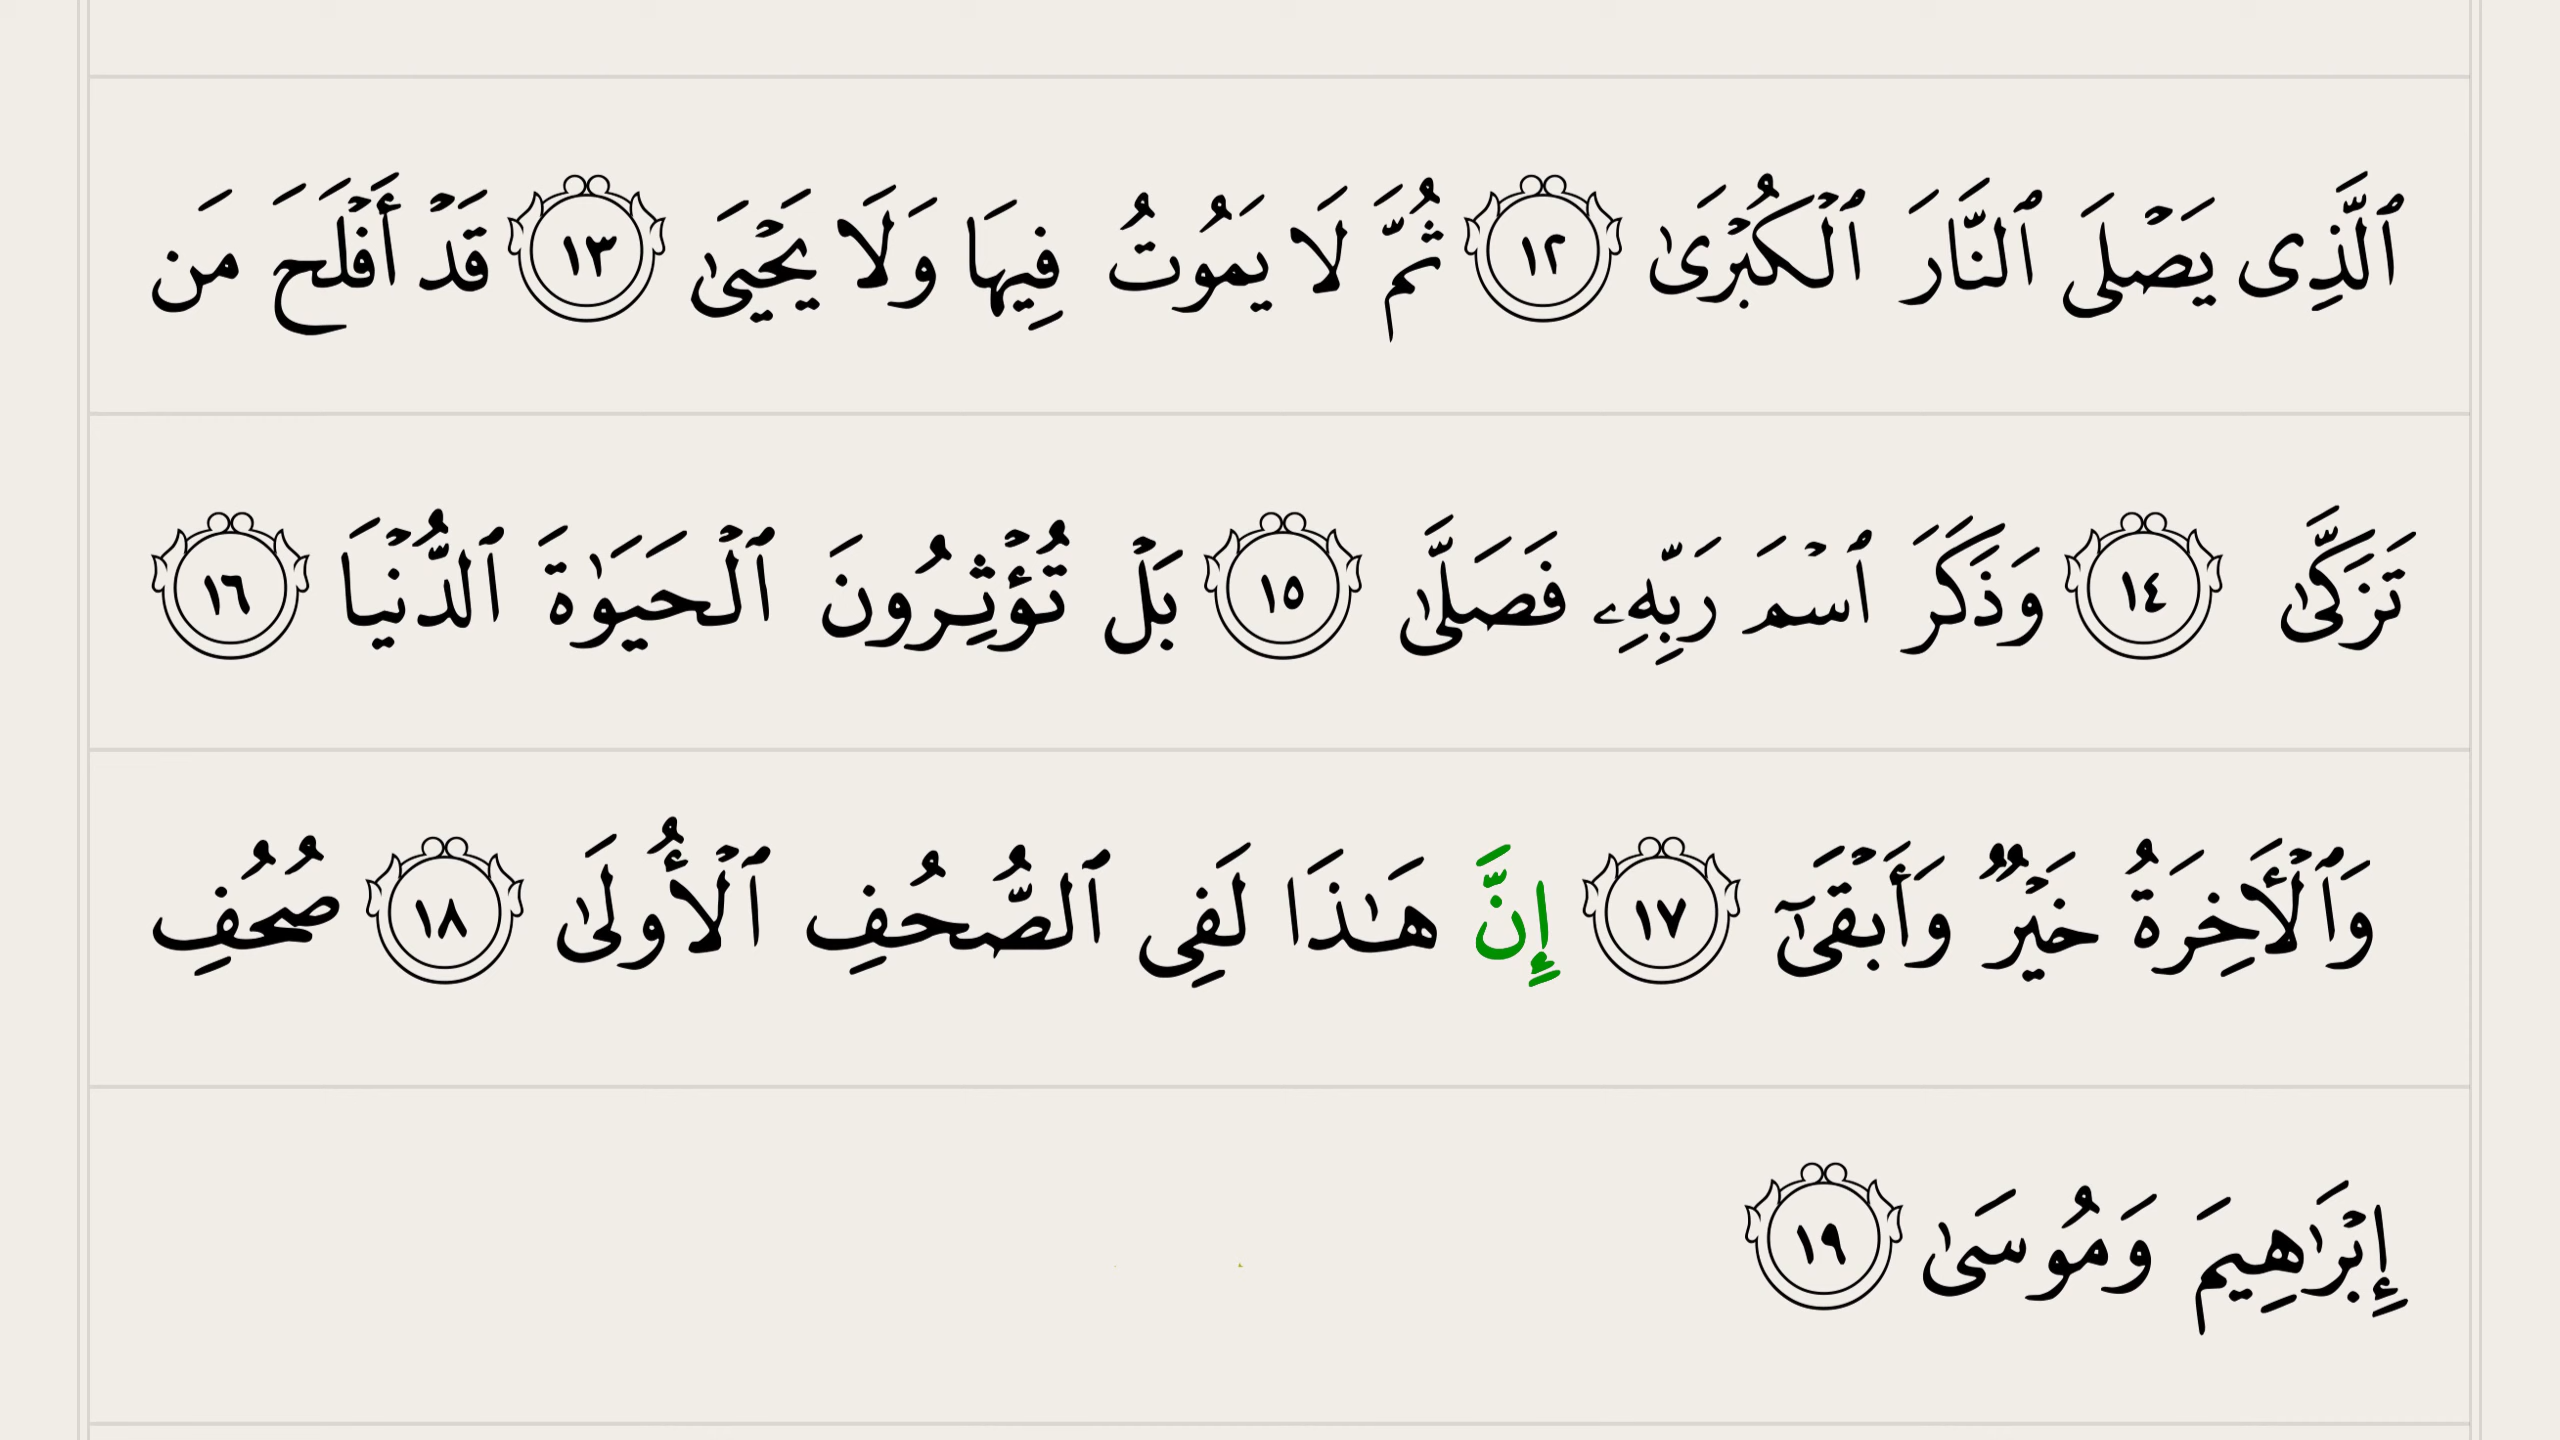 ٱلَّذِى يَصْلَى ٱلنَّارَ ٱلْكُبْرَىٰ ١٢ ثُمَّ لَا يَمُوتُ فِيهَا وَلَا يَحْيَىٰ ١٣ قَدْ أَفْلَحَ مَن
تَزَكَّىٰ ١٤ وَذَكَرَ ٱسْمَ رَبِّهِۦ فَصَلَّىٰ ١٥ بَلْ تُؤْثِرُونَ ٱلْحَيَوٰةَ ٱلدُّنْيَا ١٦
وَٱلْأَخِرَةُ خَيْرٌ وَأَبْقَىٰٓ ١٧ إِنَّ هَـٰذَا لَفِى ٱلصُّحُفِ ٱلْأُولَىٰ ١٨ صُحُفِ
إِبْرَٰهِيمَ وَمُوسَىٰ ١٩